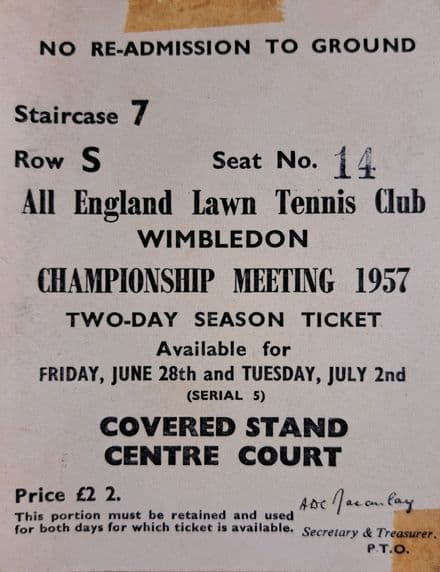 NO RE-ADMISSION TO GROUND
Staircase 7
Row S Seat No. 14
All England Lawn Tennis Club
WIMBLEDON
CHAMPIONSHIP MEETING 1957
TWO-DAY SEASON TICKET
Available for
FRIDAY, JUNE 28th and TUESDAY, JULY 2nd
(SERIAL 5)
COVERED STAND
CENTRE COURT
Price £2 2.
ADC Macaulay
This portion must be retained and used
for both days for which ticket is available.
Secretary & Treasurer.
P.T.O.